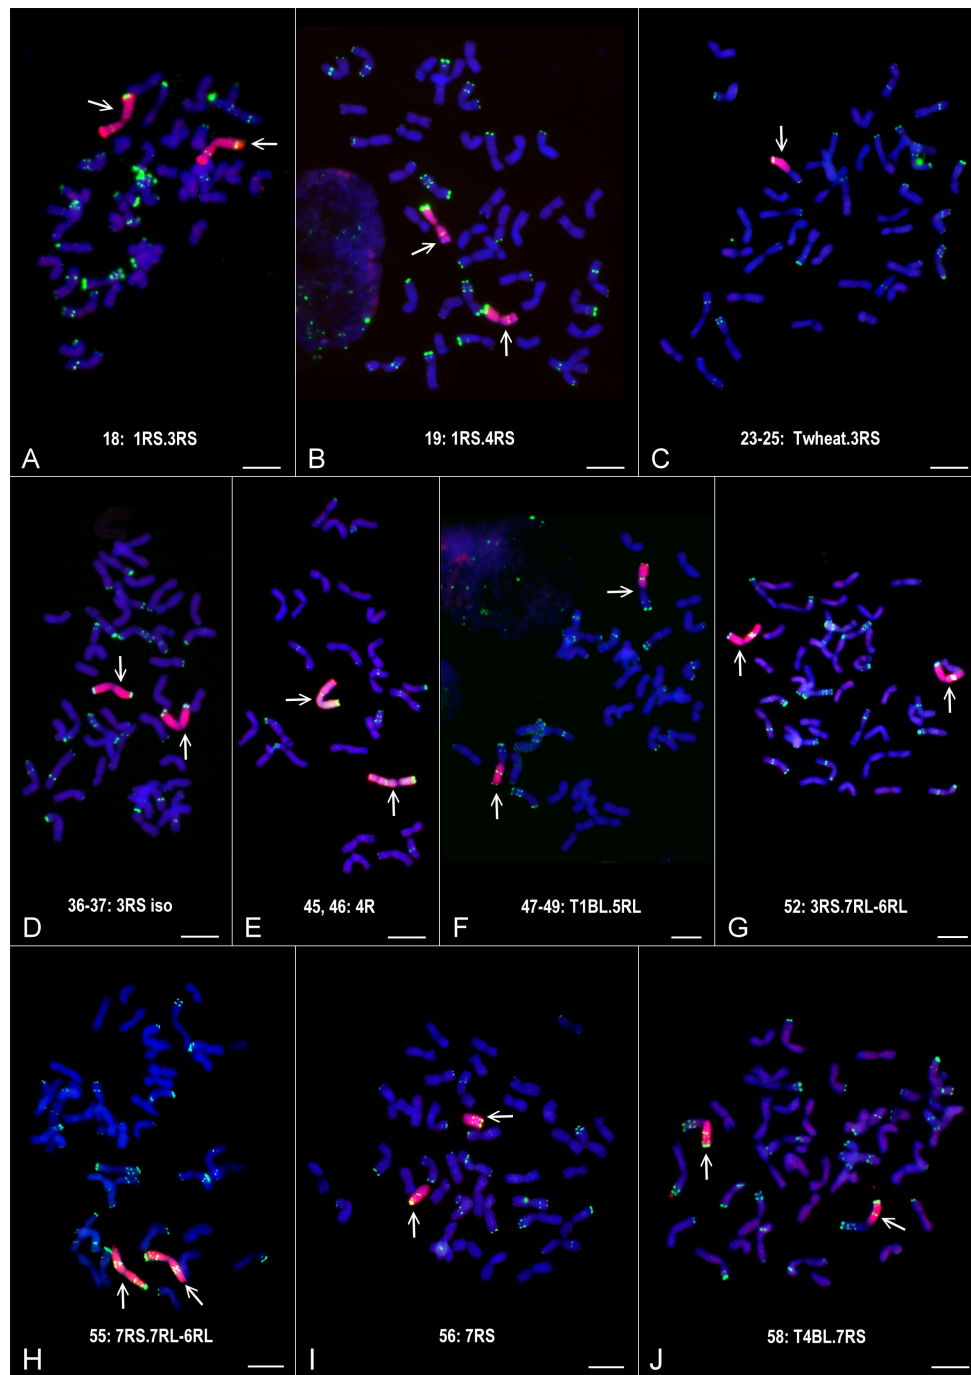 18: 1RS.3RS
A
19: 1RS.4RS
B
23-25: Twheat.3RS
C
36-37: 3RS iso
D
45, 46: 4R
E
47-49: T1BL.5RL
F
52: 3RS.7RL-6RL
G
55: 7RS.7RL-6RL
H
56: 7RS
I
58: T4BL.7RS
J